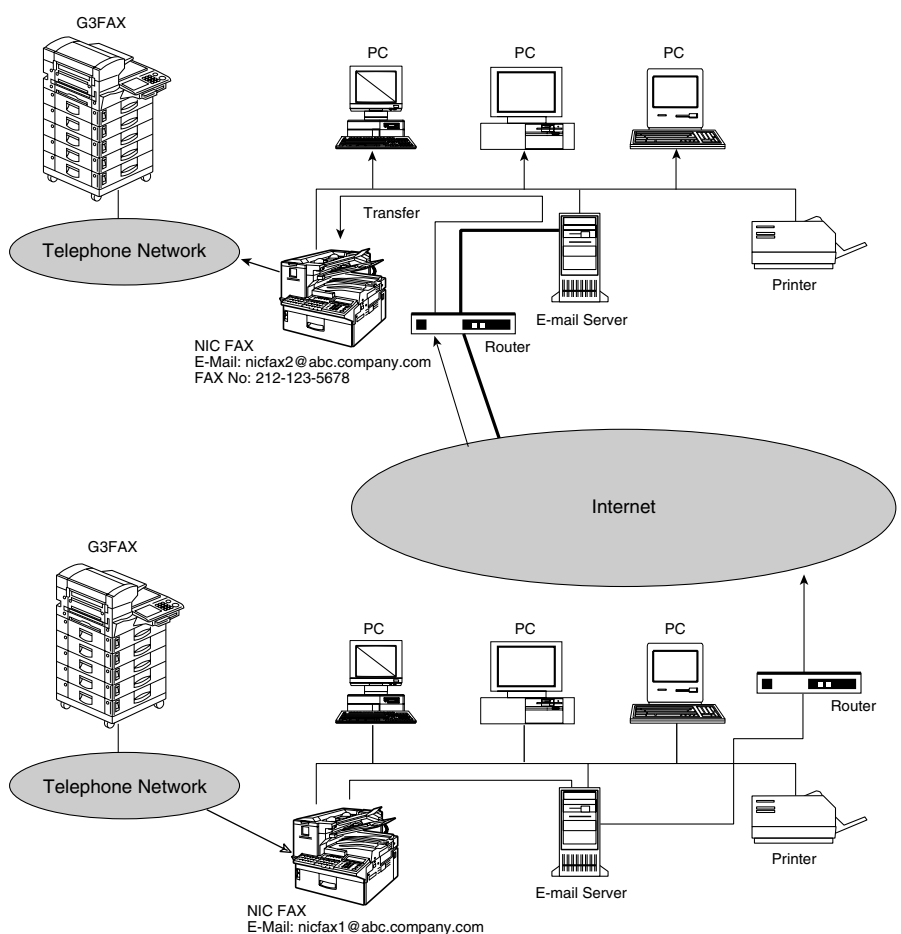 G3FAX
PC
PC
PC
Transfer
Telephone Network
Printer
E-mail Server
Router
NIC FAX
E-Mail: nicfax2@abc.company.com
FAX No: 212-123-5678
Internet
G3FAX
PC
PC
PC
Router
Telephone Network
Printer
E-mail Server
NIC FAX
E-Mail: nicfax1@abc.company.com